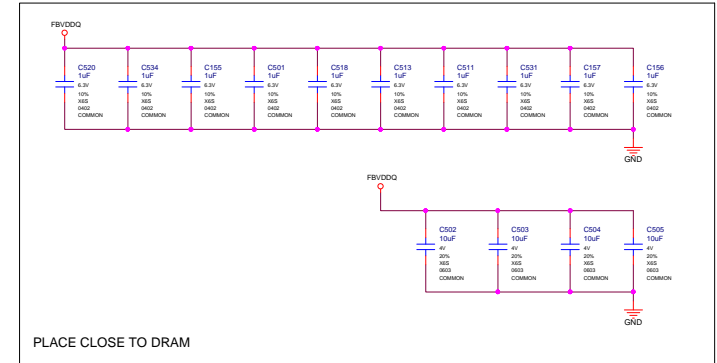 FBVDDQ
C520 C534 C155 C501 C518 C513 C511 C531 C157 C156
1uF 1uF 1uF 1uF 1uF 1uF 1uF 1uF 1uF 1uF
6.3V 6.3V 6.3V 6.3V 6.3V 6.3V 6.3V 6.3V 6.3V 6.3V
10% 10% 10% 10% 10% 10% 10% 10% 10% 10%
X6S X6S X6S X6S X6S X6S X6S X6S X6S X6S
0402 0402 0402 0402 0402 0402 0402 0402 0402 0402
COMMON COMMON COMMON COMMON COMMON COMMON COMMON COMMON COMMON COMMON
GND
FBVDDQ
C502 C503 C504 C505
10uF 10uF 10uF 10uF
4V 4V 4V 4V
20% 20% 20% 20%
X6S X6S X6S X6S
0603 0603 0603 0603
COMMON COMMON COMMON COMMON
GND
PLACE CLOSE TO DRAM